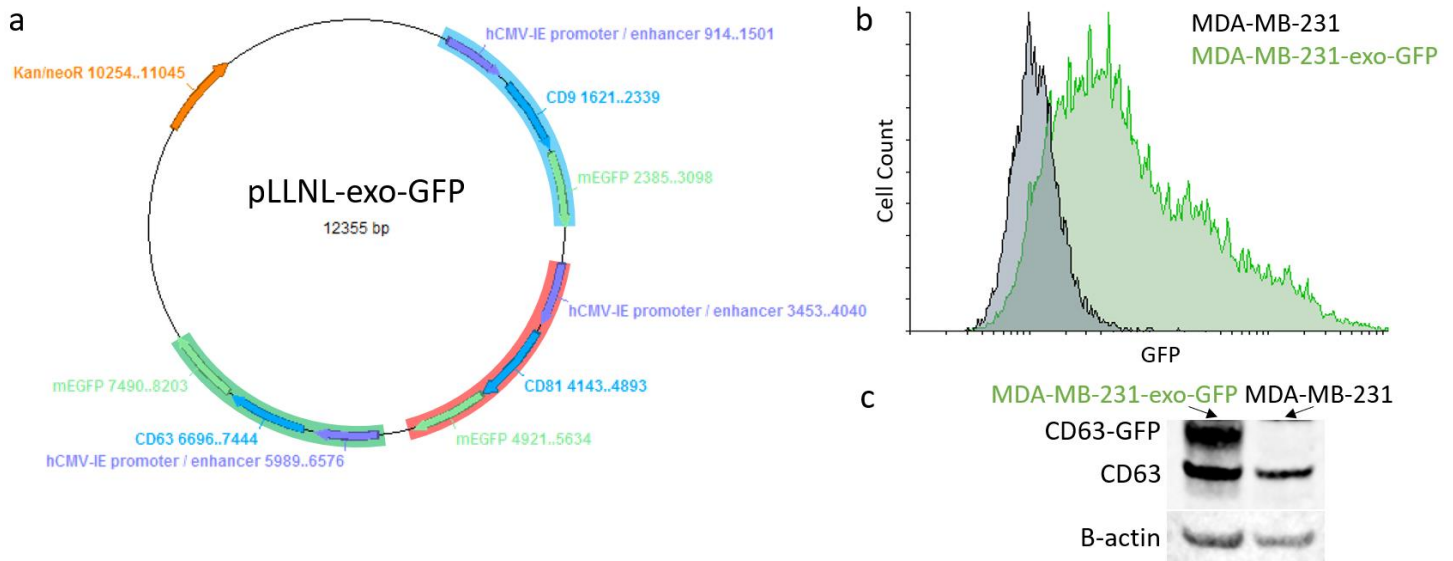 a
hCMV-IE promoter / enhancer 914..1501
Kan/neoR 10254..11045
CD9 1621..2339
pLLNL-exo-GFP
12355 bp
mEGFP 2385..3098
hCMV-IE promoter / enhancer 3453..4040
mEGFP 7490..8203
CD81 4143..4893
CD63 6696..7444
mEGFP 4921..5634
hCMV-IE promoter / enhancer 5989..6576
b
MDA-MB-231
MDA-MB-231-exo-GFP
Cell Count
GFP
c
MDA-MB-231-exo-GFP MDA-MB-231
CD63-GFP
CD63
B-actin